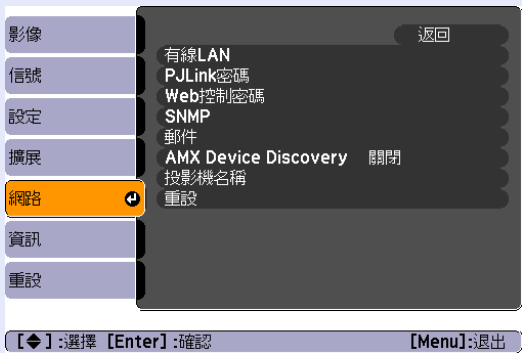 影像
信號
設定
擴展
網路
資訊
重設
返回
有線LAN
PJLink密碼
Web控制密碼
SNMP
郵件
AMX Device Discovery 關閉
投影機名稱
重設
[◆]:選擇 [Enter]:確認 [Menu]:退出